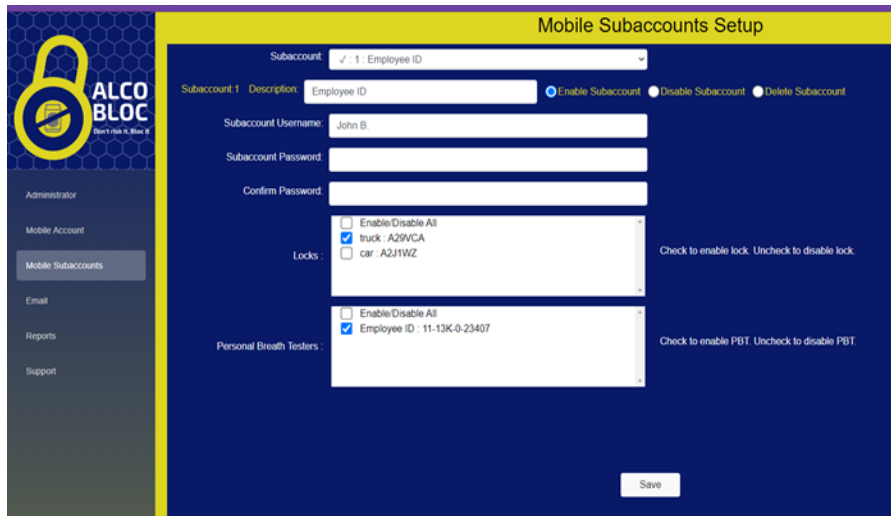 Mobile Subaccounts Setup
Subaccount: ✓ : 1 : Employee ID
Subaccount:1 Description: Employee ID Enable Subaccount Disable Subaccount Delete Subaccount
Subaccount Username: John B.
Subaccount Password:
Confirm Password:
Locks :
Enable/Disable All
truck : A29VCA
car : A2J1WZ
Check to enable lock. Uncheck to disable lock.
Personal Breath Testers :
Enable/Disable All
Employee ID : 11-13K-0-23407
Check to enable PBT. Uncheck to disable PBT.
Save
ALCO
BLOC
Don't risk it, Bloc it
Administrator
Mobile Account
Mobile Subaccounts
Email
Reports
Support